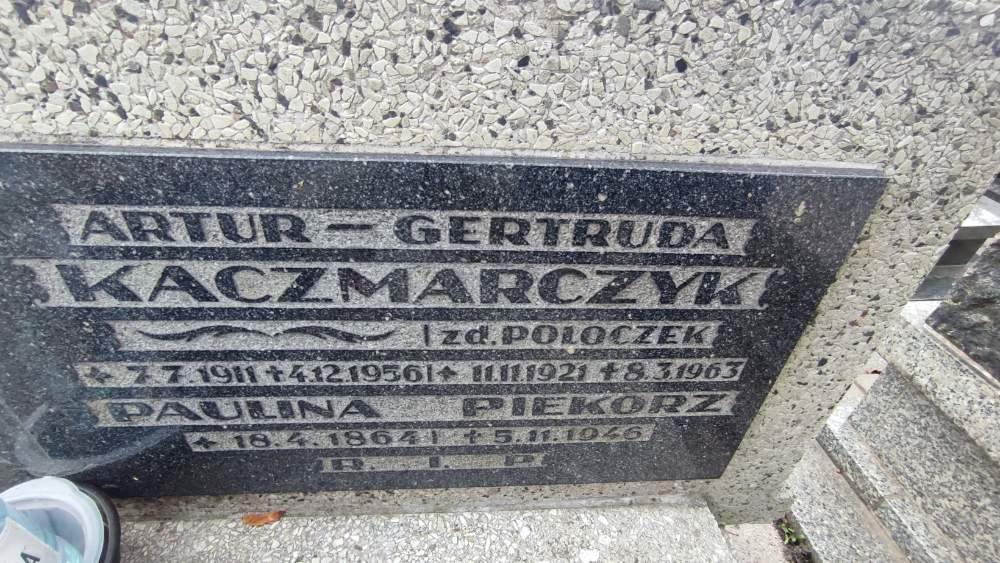 ARTUR – GERTRUDA
KACZMARCZYK
| zd. POLOCZEK
+ 7.7.1911 + 4.12.1956 | + 11.11.1921 + 8.3.1963
PAULINA PIEKORZ
+ 18.4.1864 | + 5.11.1946
R. I. P.
A